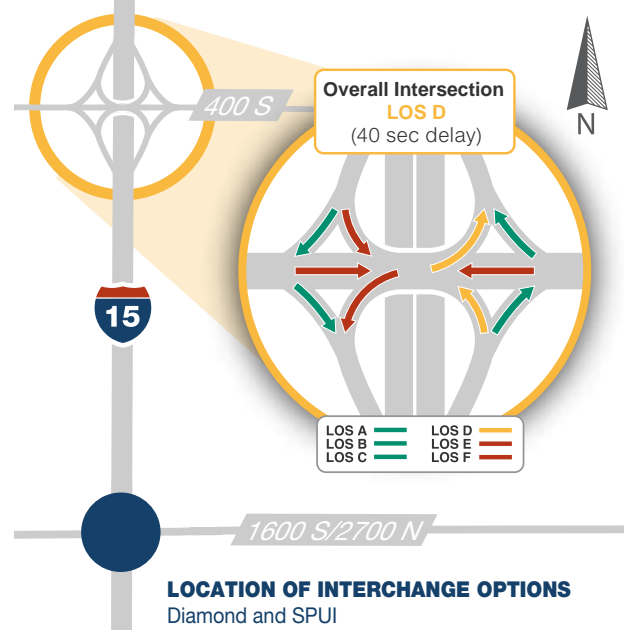 Overall Intersection
LOS D
(40 sec delay)
400 S
N
15
LOS A
LOS B
LOS C
LOS D
LOS E
LOS F
1600 S/2700 N
LOCATION OF INTERCHANGE OPTIONS
Diamond and SPUI